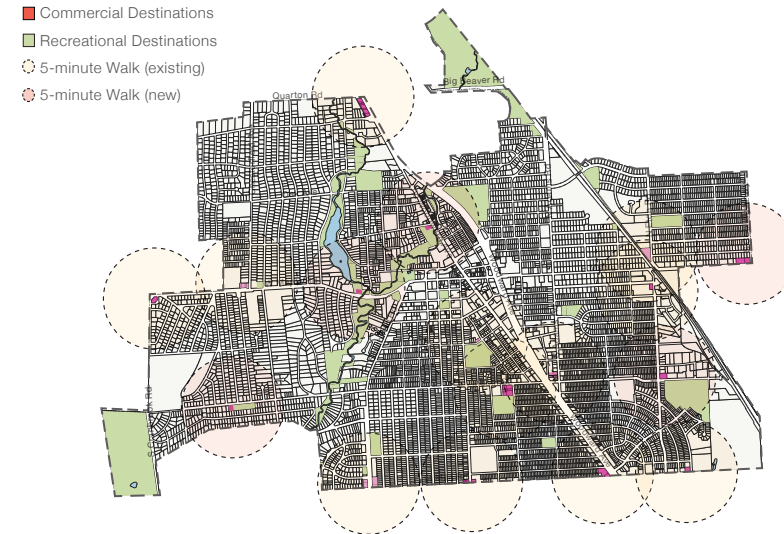 Commercial Destinations
Recreational Destinations
5-minute Walk (existing)
5-minute Walk (new)
Big Beaver Rd
Quarton Rd